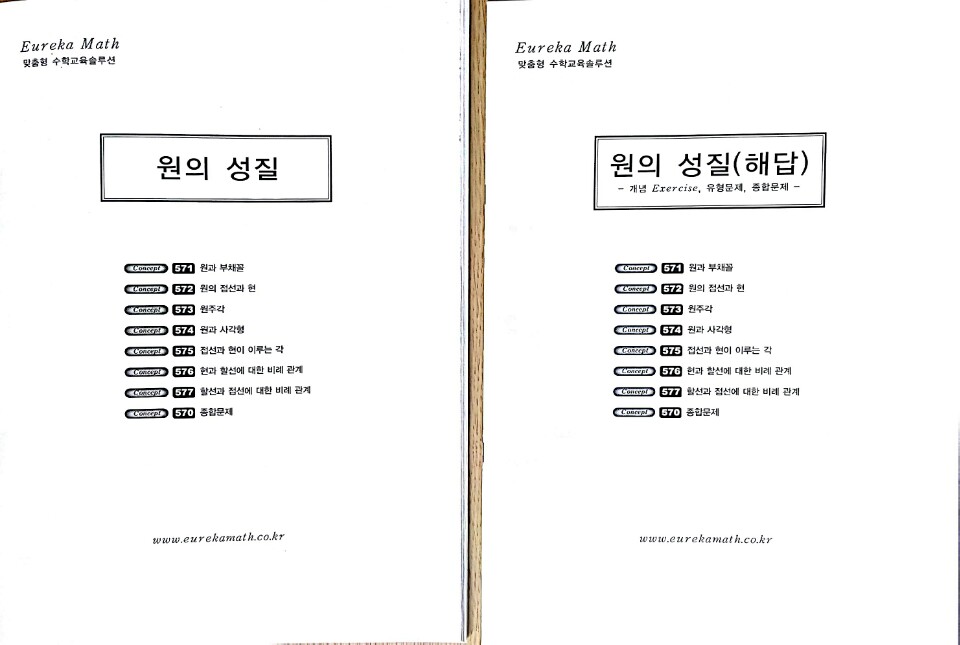 Eureka Math
맞춤형 수학교육솔루션
원의 성질
Concept 571 원과 부채꼴
Concept 572 원의 접선과 현
Concept 573 원주각
Concept 574 원과 사각형
Concept 575 접선과 현이 이루는 각
Concept 576 현과 할선에 대한 비례 관계
Concept 577 할선과 접선에 대한 비례 관계
Concept 570 종합문제
www.eurekamath.co.kr
Eureka Math
맞춤형 수학교육솔루션
원의 성질(해답)
- 개념 Exercise, 유형문제, 종합문제 -
Concept 571 원과 부채꼴
Concept 572 원의 접선과 현
Concept 573 원주각
Concept 574 원과 사각형
Concept 575 접선과 현이 이루는 각
Concept 576 현과 할선에 대한 비례 관계
Concept 577 할선과 접선에 대한 비례 관계
Concept 570 종합문제
www.eurekamath.co.kr